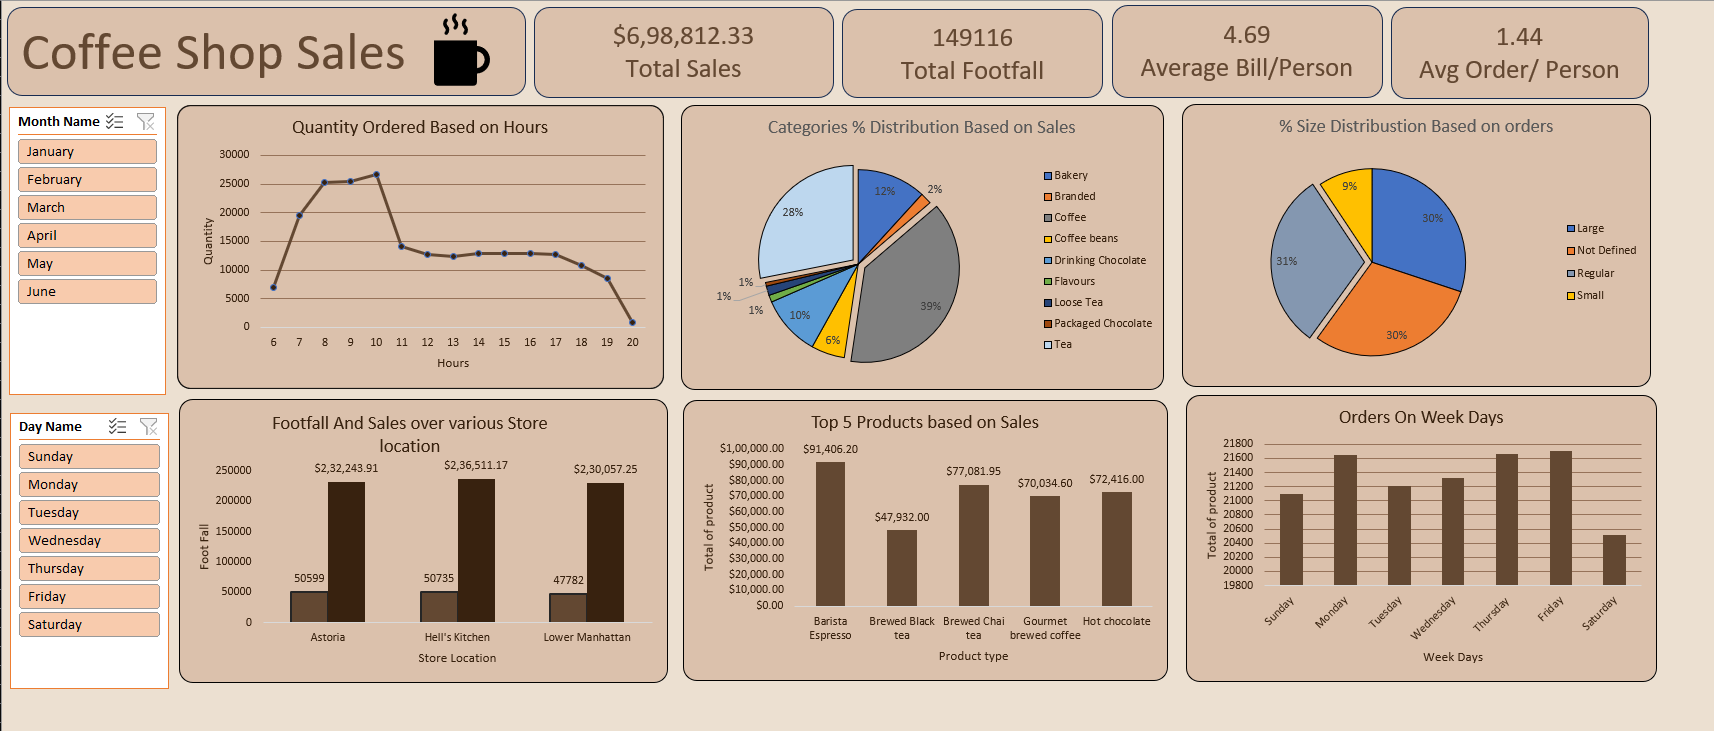 Coffee Shop Sales
$6,98,812.33
Total Sales
149116
Total Footfall
4.69
Average Bill/Person
1.44
Avg Order/ Person
Month Name
January
February
March
April
May
June
Quantity Ordered Based on Hours
30000
25000
20000
15000
10000
5000
0
Quantity
6 7 8 9 10 11 12 13 14 15 16 17 18 19 20
Hours
Categories % Distribution Based on Sales
12%
2%
39%
6%
10%
1%
1%
1%
28%
Bakery
Branded
Coffee
Coffee beans
Drinking Chocolate
Flavours
Loose Tea
Packaged Chocolate
Tea
% Size Distribustion Based on orders
30%
30%
31%
9%
Large
Not Defined
Regular
Small
Day Name
Sunday
Monday
Tuesday
Wednesday
Thursday
Friday
Saturday
Footfall And Sales over various Store
location
250000
200000
150000
100000
50000
0
Foot Fall
$2,32,243.91
$2,36,511.17
$2,30,057.25
50599
50735
47782
Astoria
Hell's Kitchen
Lower Manhattan
Store Location
Top 5 Products based on Sales
$1,00,000.00
$90,000.00
$80,000.00
$70,000.00
$60,000.00
$50,000.00
$40,000.00
$30,000.00
$20,000.00
$10,000.00
$0.00
Total of product
$91,406.20
$47,932.00
$77,081.95
$70,034.60
$72,416.00
Barista
Espresso
Brewed Black
tea
Brewed Chai
tea
Gourmet
brewed coffee
Hot chocolate
Product type
Orders On Week Days
21800
21600
21400
21200
21000
20800
20600
20400
20200
20000
19800
Total of product
Sunday
Monday
Tuesday
Wednesday
Thursday
Friday
Saturday
Week Days